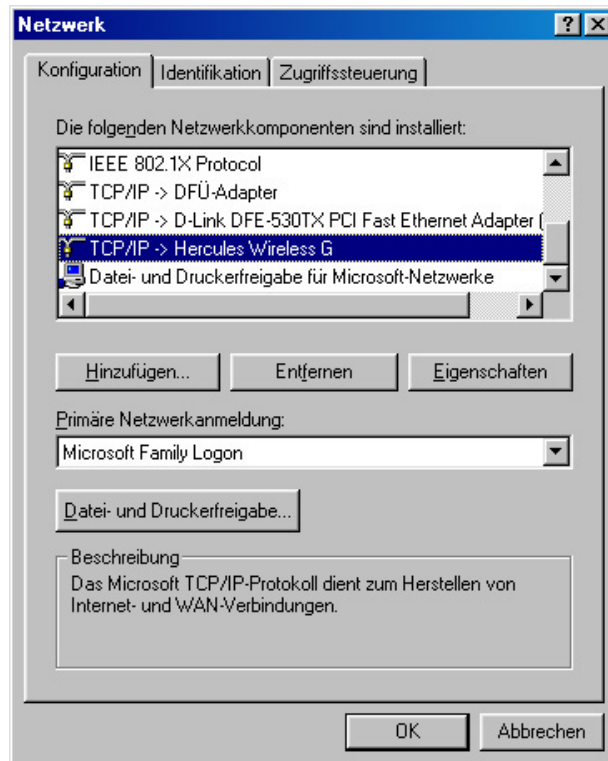 Netzwerk
Konfiguration Identifikation Zugriffssteuerung
Die folgenden Netzwerkkomponenten sind installiert:
IEEE 802.1X Protocol
TCP/IP -> DFÜ-Adapter
TCP/IP -> D-Link DFE-530TX PCI Fast Ethernet Adapter (
TCP/IP -> Hercules Wireless G
Datei- und Druckerfreigabe für Microsoft-Netzwerke
Hinzufügen... Entfernen Eigenschaften
Primäre Netzwerkanmeldung:
Microsoft Family Logon
Datei- und Druckerfreigabe...
Beschreibung
Das Microsoft TCP/IP-Protokoll dient zum Herstellen von
Internet- und WAN-Verbindungen.
OK Abbrechen